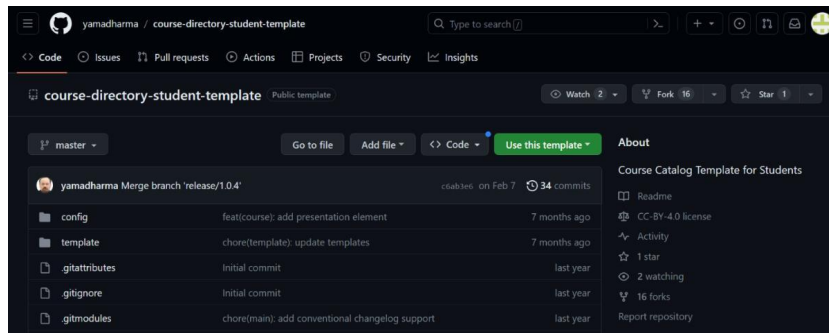 yamadharma / course-directory-student-template
Type / to search
Code Issues Pull requests Actions Projects Security Insights
course-directory-student-template Public template
Watch 2 Fork 16 Star 1
master Go to file Add file Code Use this template
yamadharma Merge branch 'release/1.0.4' c6ab3e6 on Feb 7 34 commits
config feat(course): add presentation element 7 months ago
template chore(template): update templates 7 months ago
.gitattributes Initial commit last year
.gitignore Initial commit last year
.gitmodules chore(main): add conventional changelog support last year
About
Course Catalog Template for Students
Readme
CC-BY-4.0 license
Activity
1 star
2 watching
16 forks
Report repository